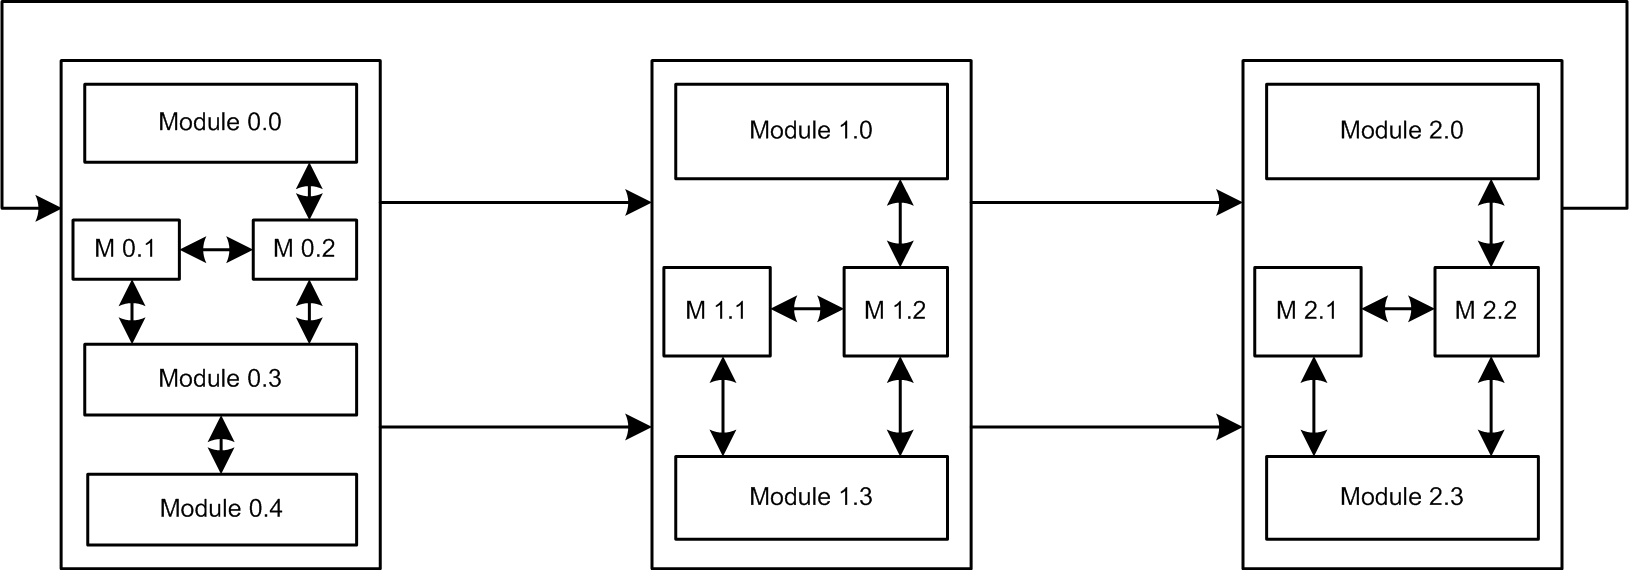 Module 0.0
M 0.1
M 0.2
Module 0.3
Module 0.4
Module 1.0
M 1.1
M 1.2
Module 1.3
Module 2.0
M 2.1
M 2.2
Module 2.3